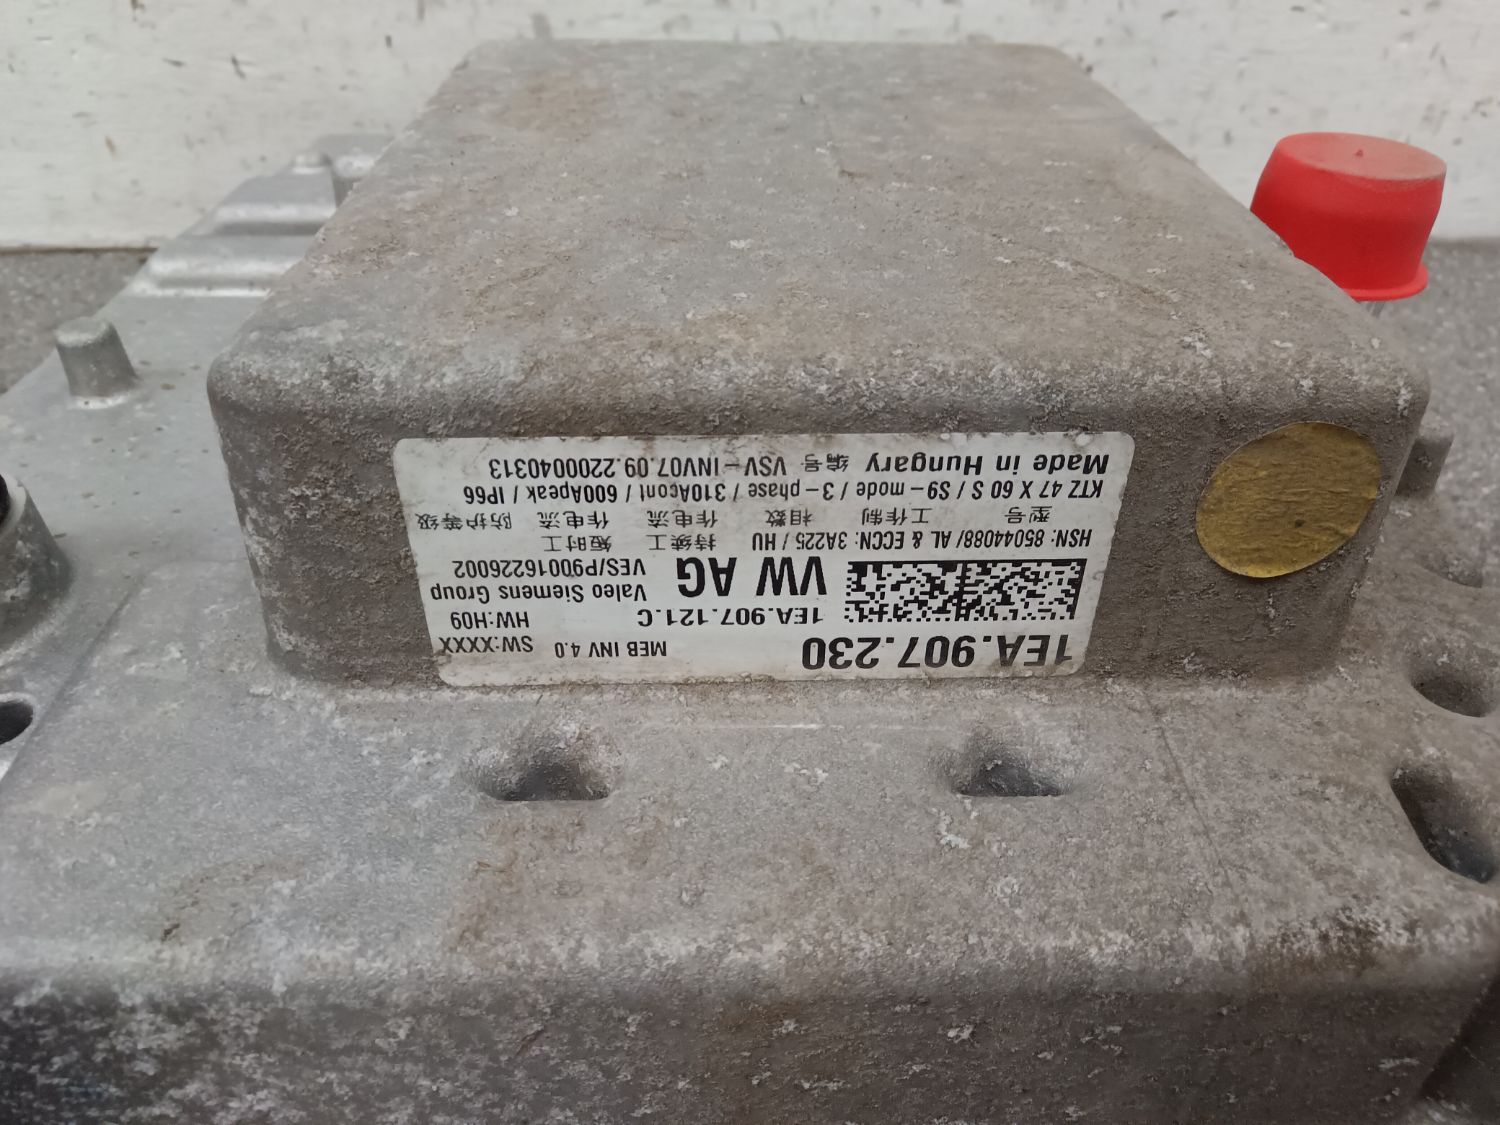 1EA.907.230 MEB INV 4.0 SW:XXXX
1EA.907.121.C HW:H09
VW AG Valeo Siemens Group
VES/P90016226002
HSN: 85044088/ AL & ECCN: 3A225 / HU 持续工 短时工
型号 工作制 相数 作电流 作电流 防护等级
KTZ 47 X 60 S / S9-mode / 3-phase / 310Acont / 600Apeak / IP66
Made in Hungary 编号 VSV-INV07.09.2200040313